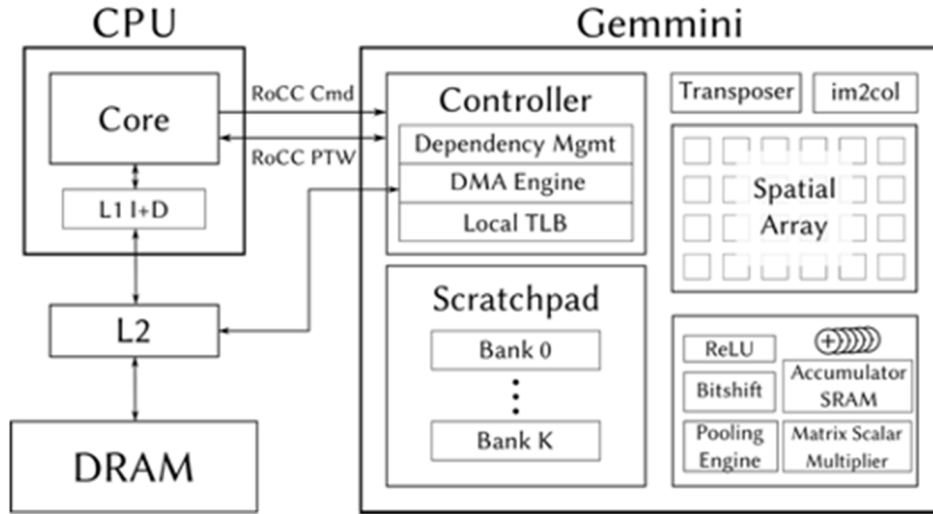 CPU
Gemmini
Core
L1 I+D
L2
DRAM
RoCC Cmd
RoCC PTW
Controller
Dependency Mgmt
DMA Engine
Local TLB
Scratchpad
Bank 0
Bank K
Transposer
im2col
Spatial
Array
ReLU
Bitshift
Pooling
Engine
+
Accumulator
SRAM
Matrix Scalar
Multiplier